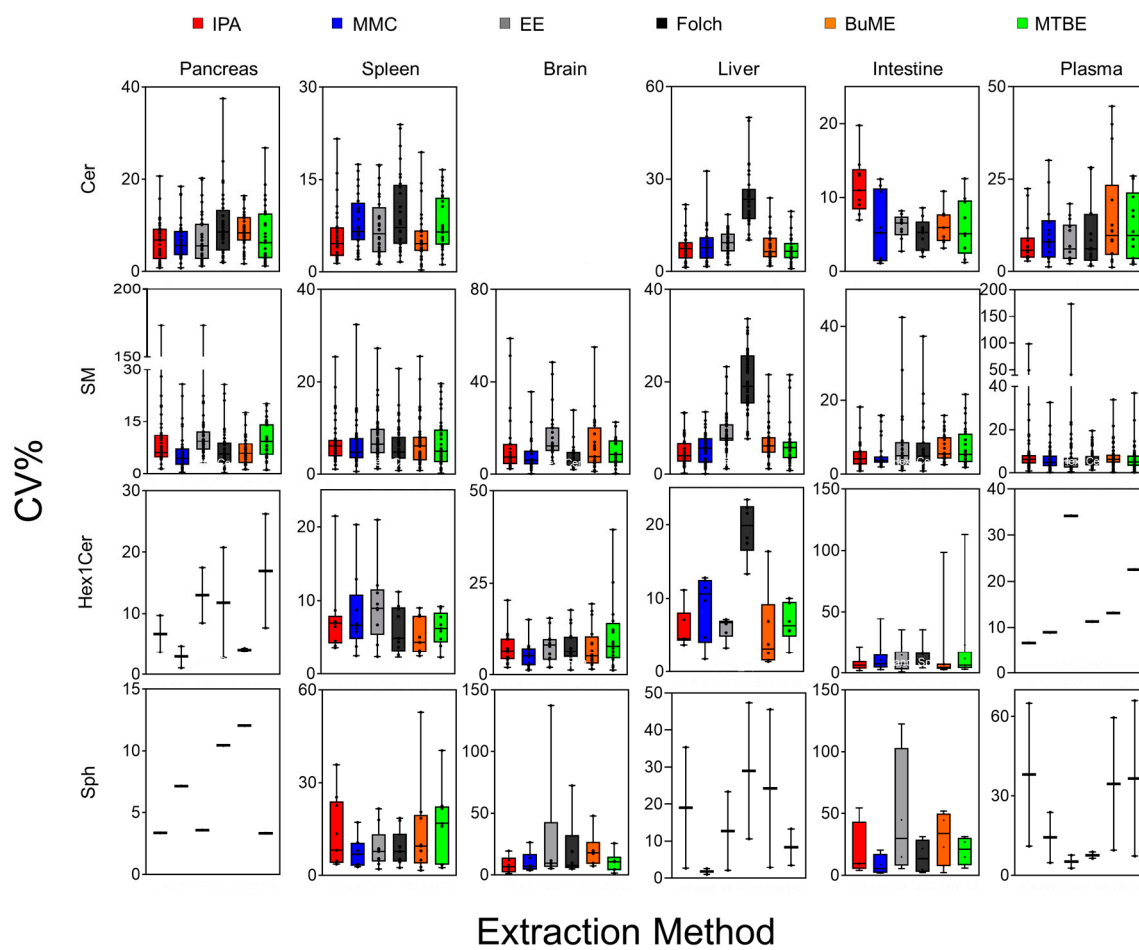 IPA MMC EE Folch BuME MTBE
Pancreas Spleen Brain Liver Intestine Plasma
CV%
Cer
40 20 0
30 15 0
60 30 0
20 10 0
50 25 0
SM
200 150 30 15 0
40 20 0
80 40 0
40 20 0
40 20 0
200 150 100 50 40 20 10 0
Hex1Cer
30 20 10 0
20 10 0
50 25 0
20 10 0
150 100 50 0
40 30 20 10 0
Sph
15 10 5 0
60 30 0
150 100 50 0
50 40 30 20 10 0
150 100 50 0
60 30 0
Extraction Method